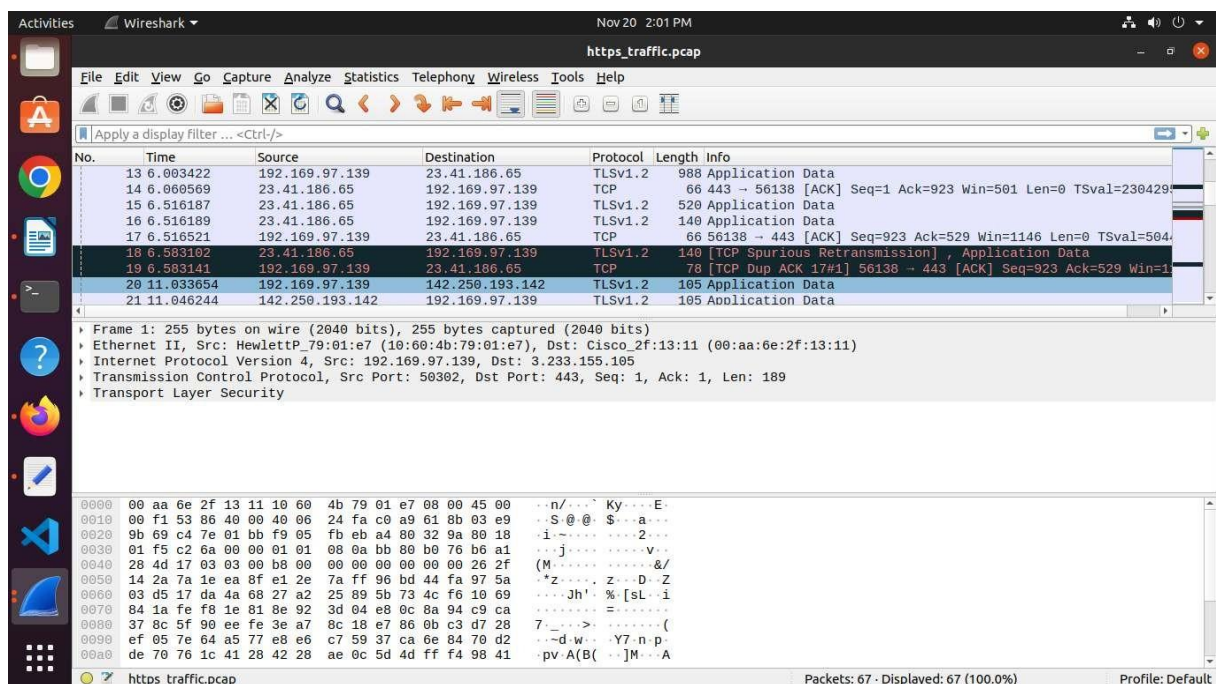 Activities Wireshark Nov 20 2:01 PM
https_traffic.pcap
File Edit View Go Capture Analyze Statistics Telephony Wireless Tools Help
Apply a display filter … <Ctrl-/>
No. Time Source Destination Protocol Length Info
13 6.003422 192.169.97.139 23.41.186.65 TLSv1.2 988 Application Data
14 6.060569 23.41.186.65 192.169.97.139 TCP 66 443 → 56138 [ACK] Seq=1 Ack=923 Win=501 Len=0 TSval=230429
15 6.516187 23.41.186.65 192.169.97.139 TLSv1.2 520 Application Data
16 6.516189 23.41.186.65 192.169.97.139 TLSv1.2 140 Application Data
17 6.516521 192.169.97.139 23.41.186.65 TCP 66 56138 → 443 [ACK] Seq=923 Ack=529 Win=1146 Len=0 TSval=504
18 6.583102 23.41.186.65 192.169.97.139 TLSv1.2 140 [TCP Spurious Retransmission] , Application Data
19 6.583141 192.169.97.139 23.41.186.65 TCP 78 [TCP Dup ACK 17#1] 56138 → 443 [ACK] Seq=923 Ack=529 Win=1
20 11.033654 192.169.97.139 142.250.193.142 TLSv1.2 105 Application Data
21 11.046244 142.250.193.142 192.169.97.139 TLSv1.2 105 Application Data
Frame 1: 255 bytes on wire (2040 bits), 255 bytes captured (2040 bits)
Ethernet II, Src: HewlettP_79:01:e7 (10:60:4b:79:01:e7), Dst: Cisco_2f:13:11 (00:aa:6e:2f:13:11)
Internet Protocol Version 4, Src: 192.169.97.139, Dst: 3.233.155.105
Transmission Control Protocol, Src Port: 50302, Dst Port: 443, Seq: 1, Ack: 1, Len: 189
Transport Layer Security
0000 00 aa 6e 2f 13 11 10 60 4b 79 01 e7 08 00 45 00 ··n/···` Ky····E·
0010 00 f1 53 86 40 00 40 06 24 fa c0 a9 61 8b 03 e9 ··S·@·@· $···a···
0020 9b 69 c4 7e 01 bb f9 05 fb eb a4 80 32 9a 80 18 ·i·~···· ····2···
0030 01 f5 c2 6a 00 00 01 01 08 0a bb 80 b0 76 b6 a1 ···j···· ·····v··
0040 28 4d 17 03 03 00 b8 00 00 00 00 00 00 00 26 2f (M······ ······&/
0050 14 2a 7a 1e ea 8f e1 2e 7a ff 96 bd 44 fa 97 5a ·*z····. z···D··Z
0060 03 d5 17 da 4a 68 27 a2 25 89 5b 73 4c f6 10 69 ····Jh'· %·[sL··i
0070 84 1a fe f8 1e 81 8e 92 3d 04 e8 0c 8a 94 c9 ca ········ =·······
0080 37 8c 5f 90 ee fe 3e a7 8c 18 e7 86 0b c3 d7 28 7·_···>· ·······(
0090 ef 05 7e 64 a5 77 e8 e6 c7 59 37 ca 6e 84 70 d2 ··~d·w·· ·Y7·n·p·
00a0 de 70 76 1c 41 28 42 28 ae 0c 5d 4d ff f4 98 41 ·pv·A(B( ··]M···A
https_traffic.pcap Packets: 67 · Displayed: 67 (100.0%) Profile: Default